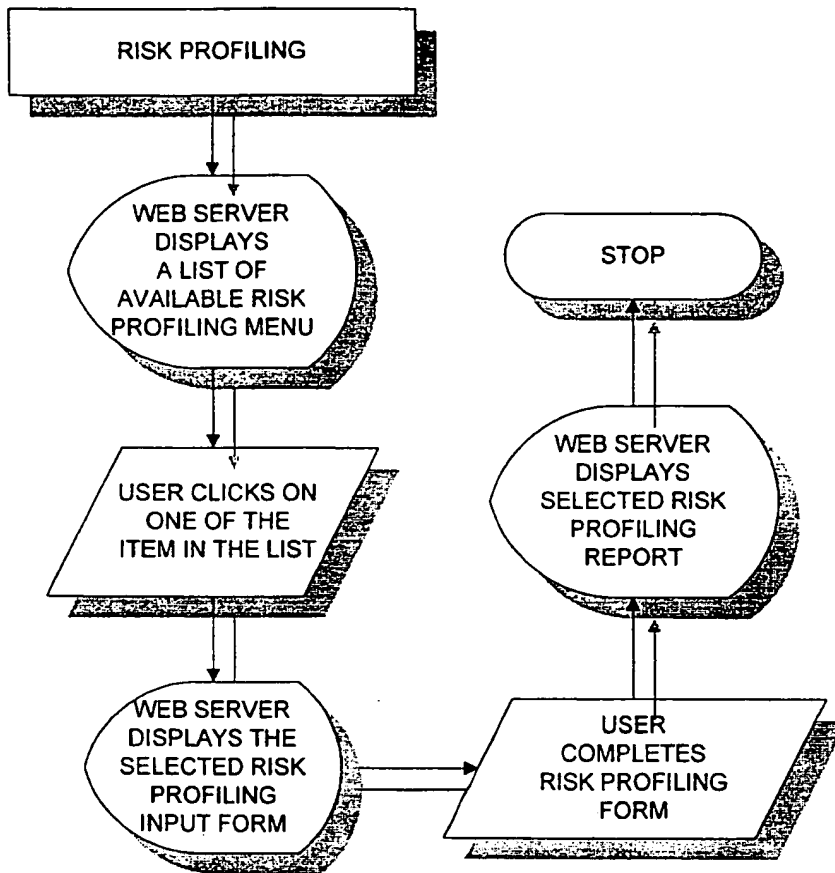 RISK PROFILING
WEB SERVER
DISPLAYS
A LIST OF
AVAILABLE RISK
PROFILING MENU
USER CLICKS ON
ONE OF THE
ITEM IN THE LIST
WEB SERVER
DISPLAYS THE
SELECTED RISK
PROFILING
INPUT FORM
USER
COMPLETES
RISK PROFILING
FORM
WEB SERVER
DISPLAYS
SELECTED RISK
PROFILING
REPORT
STOP